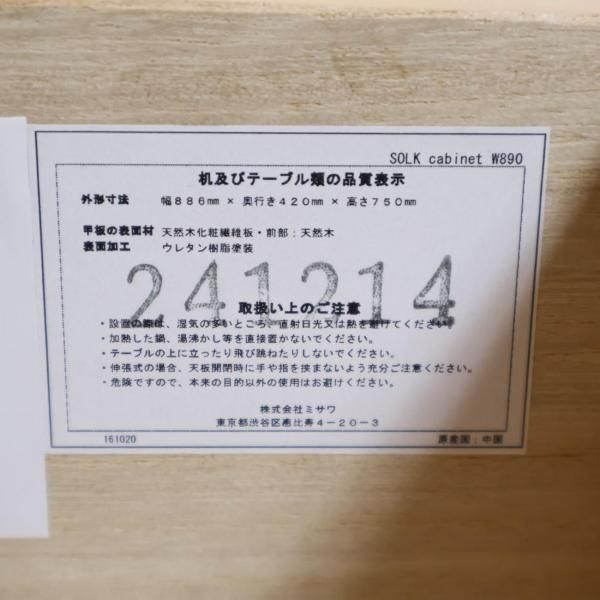 SOLK cabinet W890
机及びテーブル類の品質表示
外形寸法 幅886mm × 奥行き420mm × 高さ750mm
甲板の表面材 天然木化粧繊維板・前部:天然木
表面加工 ウレタン樹脂塗装
241214
取扱い上のご注意
・設置の際は、湿気の多いところ、直射日光又は熱を避けてください。
・加熱した鍋、湯沸かし等を直接置かないでください。
・テーブルの上に立ったり飛び跳ねたりしないでください。
・伸張式の場合、天板開閉時に手や指を挟まないよう充分ご注意ください。
・危険ですので、本来の目的以外の使用はお避けください。
株式会社ミサワ
東京都渋谷区恵比寿4-20-3
161020 原産国:中国